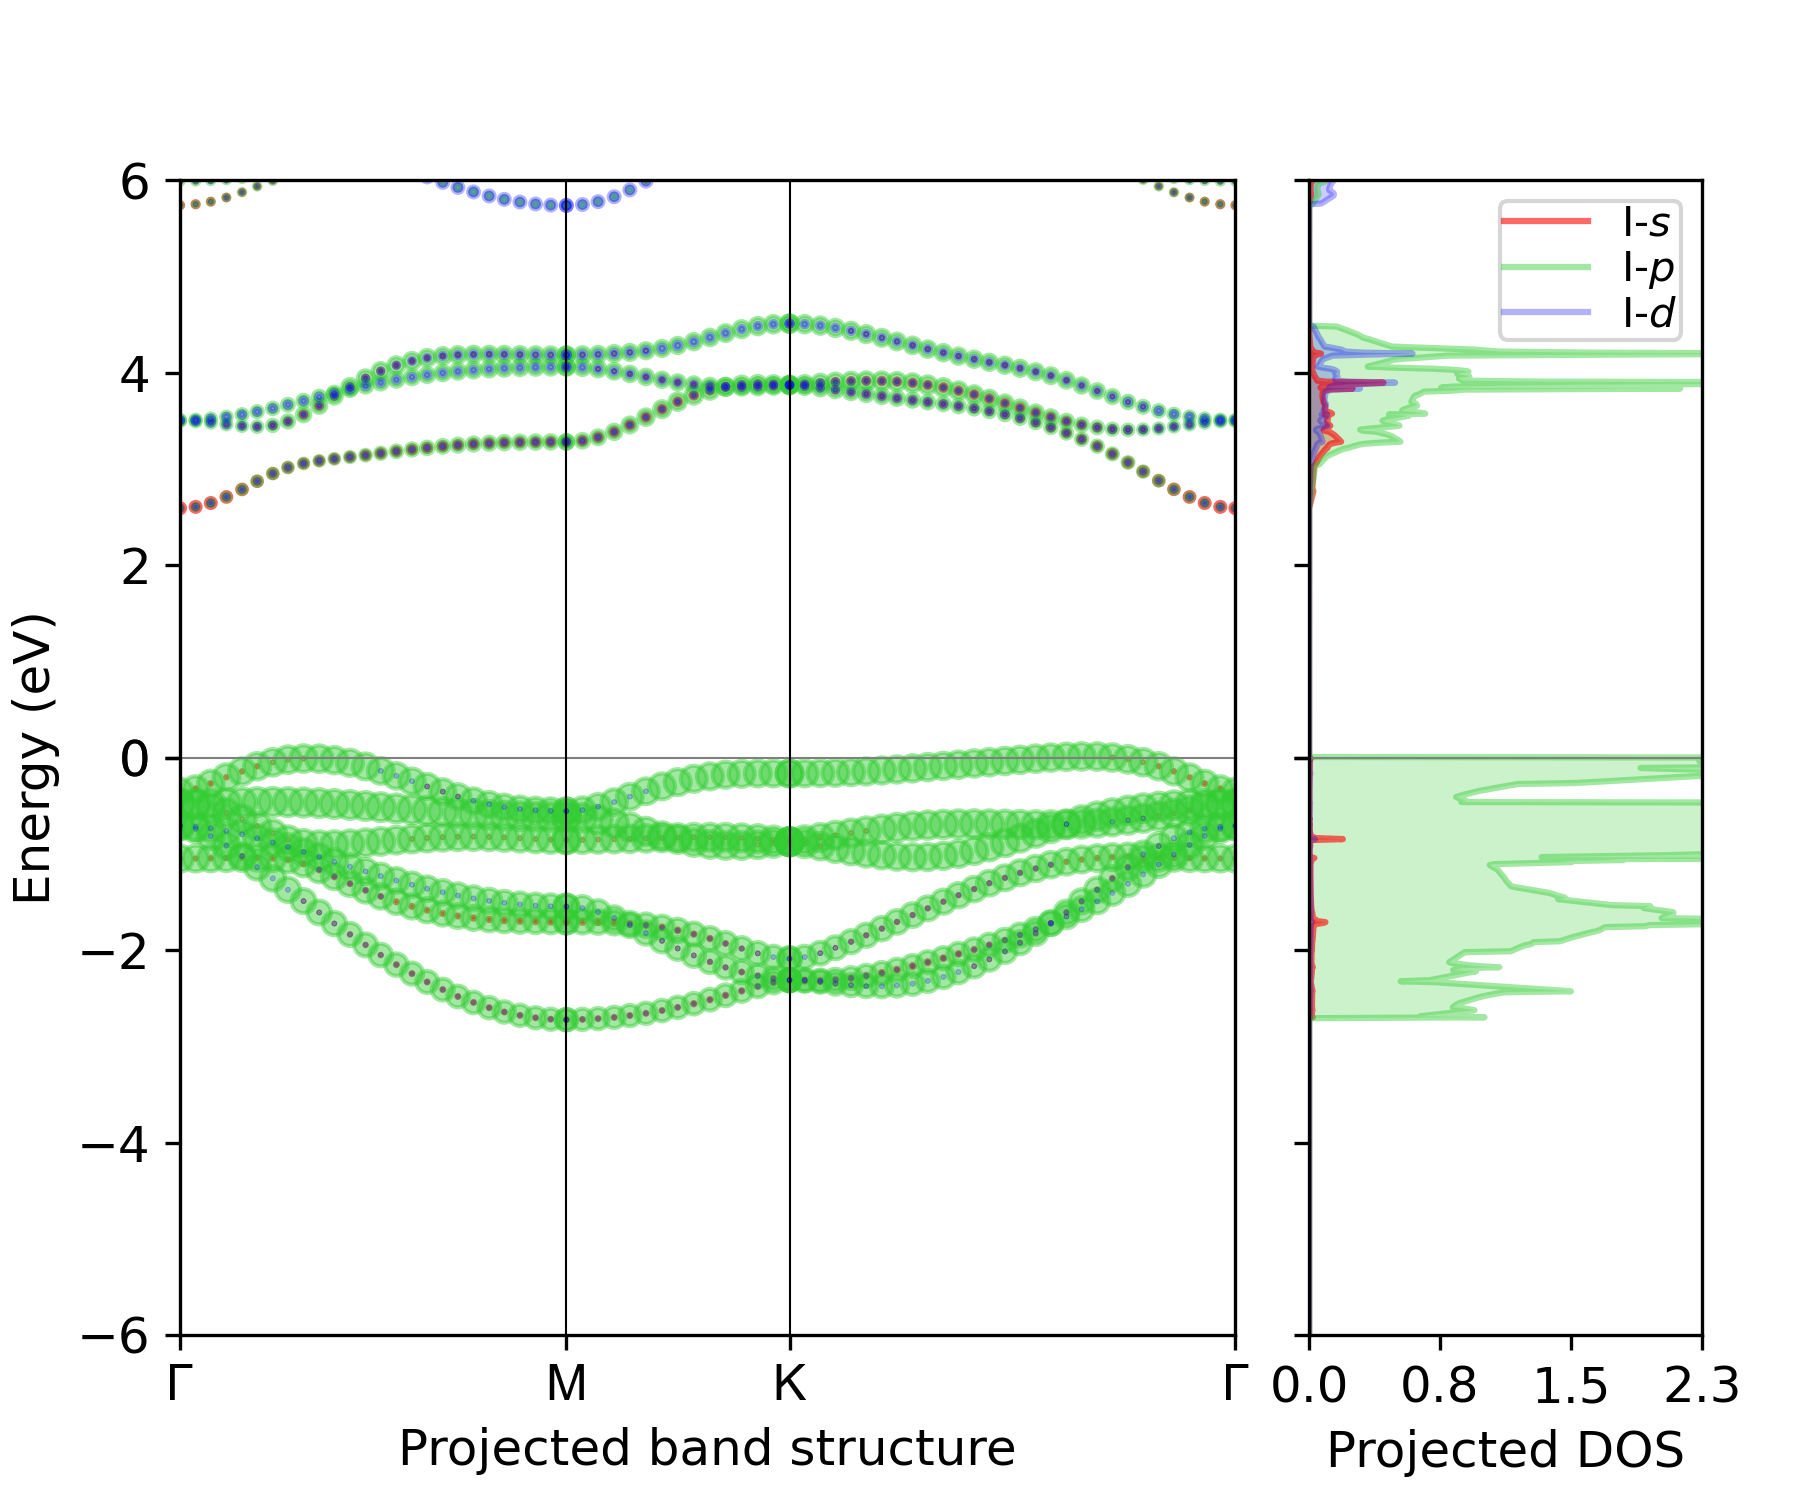 6
4
2
0
−2
−4
−6
Energy (eV)
Γ M K Γ
Projected band structure
I-s
I-p
I-d
0.0 0.8 1.5 2.3
Projected DOS